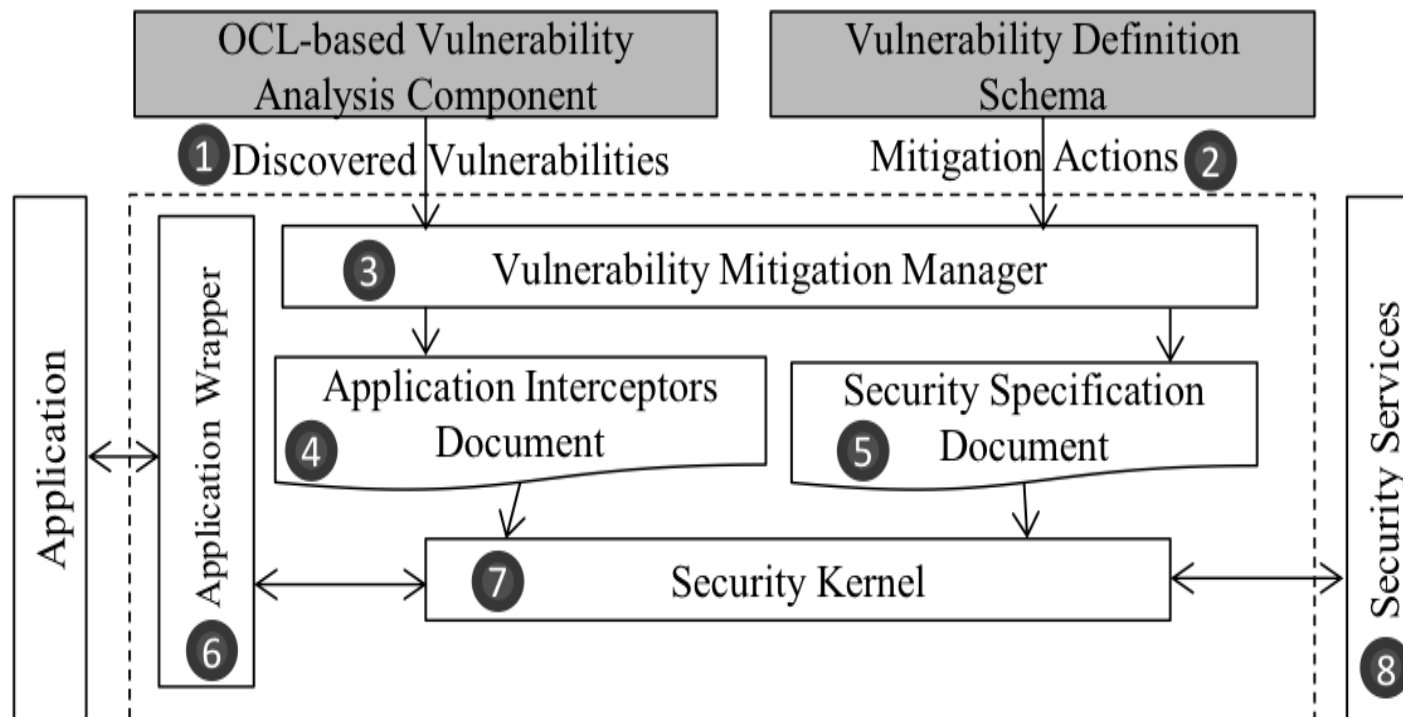 OCL-based Vulnerability
Analysis Component
Vulnerability Definition
Schema
1 Discovered Vulnerabilities
Mitigation Actions 2
Application
6 Application Wrapper
3 Vulnerability Mitigation Manager
4 Application Interceptors
Document
5 Security Specification
Document
7 Security Kernel
8 Security Services